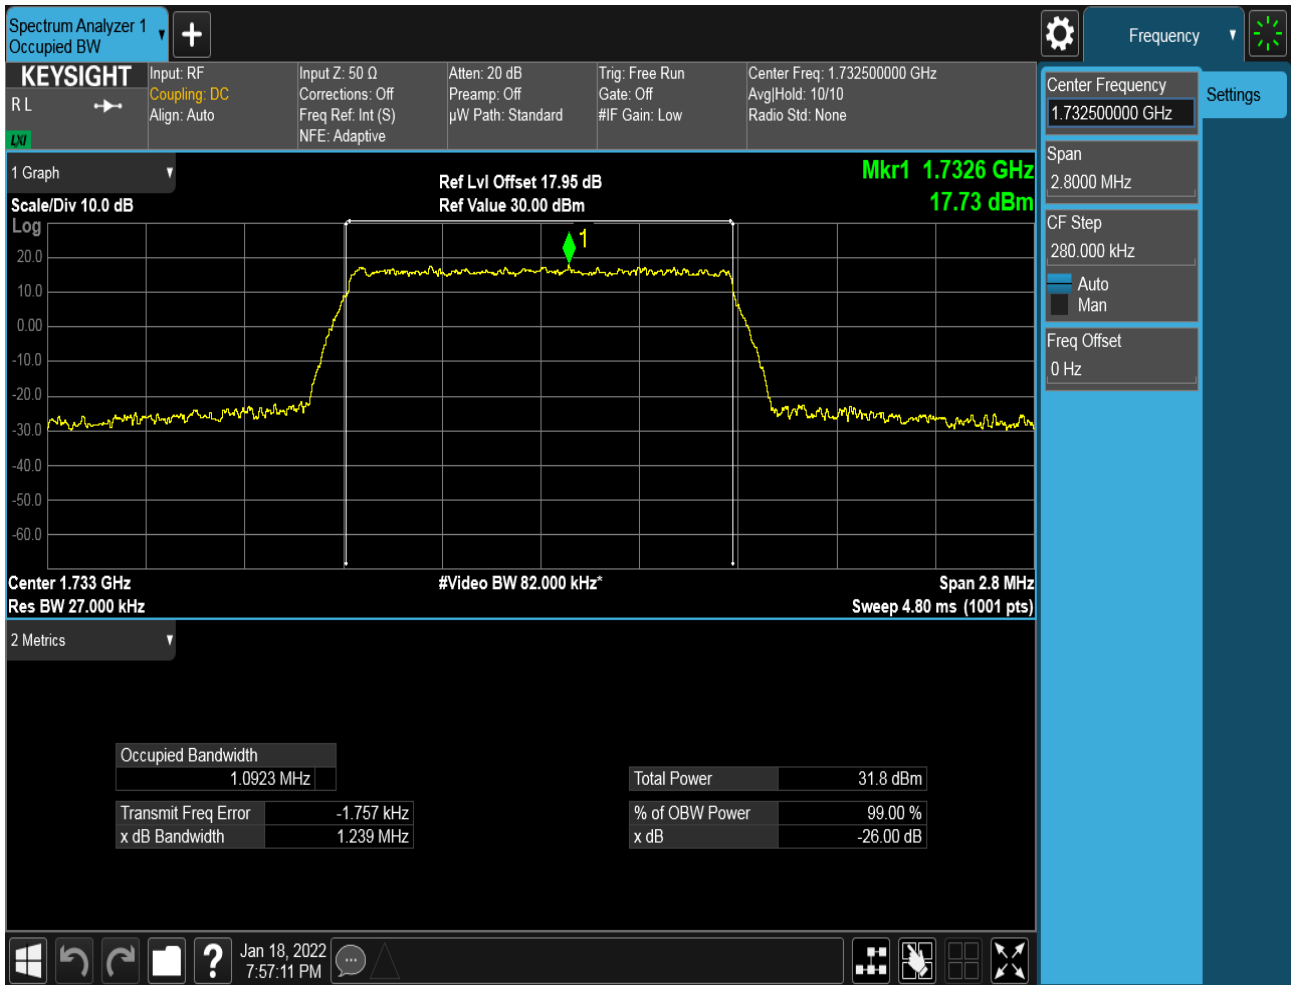 Spectrum Analyzer 1
Occupied BW
Frequency
KEYSIGHT
R L
LXI
Input: RF
Coupling: DC
Align: Auto
Input Z: 50 Ω
Corrections: Off
Freq Ref: Int (S)
NFE: Adaptive
Atten: 20 dB
Preamp: Off
µW Path: Standard
Trig: Free Run
Gate: Off
#IF Gain: Low
Center Freq: 1.732500000 GHz
Avg|Hold: 10/10
Radio Std: None
Center Frequency
1.732500000 GHz
Settings
Span
2.8000 MHz
CF Step
280.000 kHz
Auto
Man
Freq Offset
0 Hz
1 Graph
Scale/Div 10.0 dB
Log
Ref Lvl Offset 17.95 dB
Ref Value 30.00 dBm
Mkr1 1.7326 GHz
17.73 dBm
1
20.0
10.0
0.00
-10.0
-20.0
-30.0
-40.0
-50.0
-60.0
Center 1.733 GHz
#Video BW 82.000 kHz*
Span 2.8 MHz
Res BW 27.000 kHz
Sweep 4.80 ms (1001 pts)
2 Metrics
Occupied Bandwidth
1.0923 MHz
Transmit Freq Error -1.757 kHz
x dB Bandwidth 1.239 MHz
Total Power 31.8 dBm
% of OBW Power 99.00 %
x dB -26.00 dB
?
Jan 18, 2022
7:57:11 PM